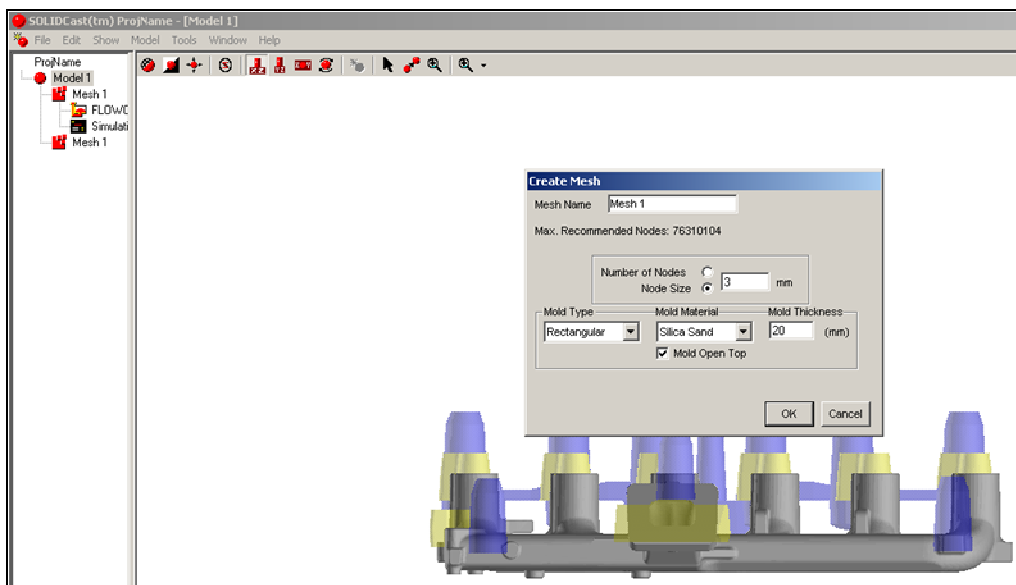 SOLIDCast(tm) ProjName - [Model 1]
File Edit Show Model Tools Window Help
ProjName
Model 1
Mesh 1
FLOWC
Simulati
Mesh 1
Create Mesh
Mesh Name Mesh 1
Max. Recommended Nodes: 76310104
Number of Nodes
Node Size 3 mm
Mold Type Mold Material Mold Thickness
Rectangular Silica Sand 20 (mm)
Mold Open Top
OK Cancel